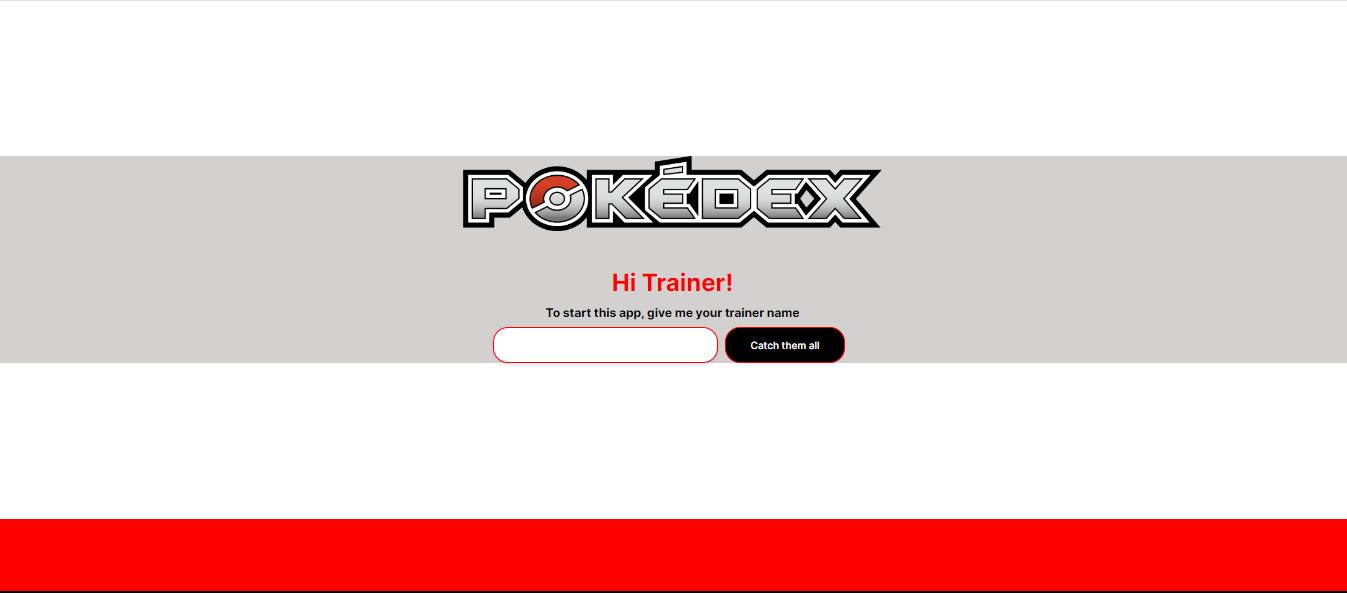 POKÉDEX
Hi Trainer!
To start this app, give me your trainer name
Catch them all